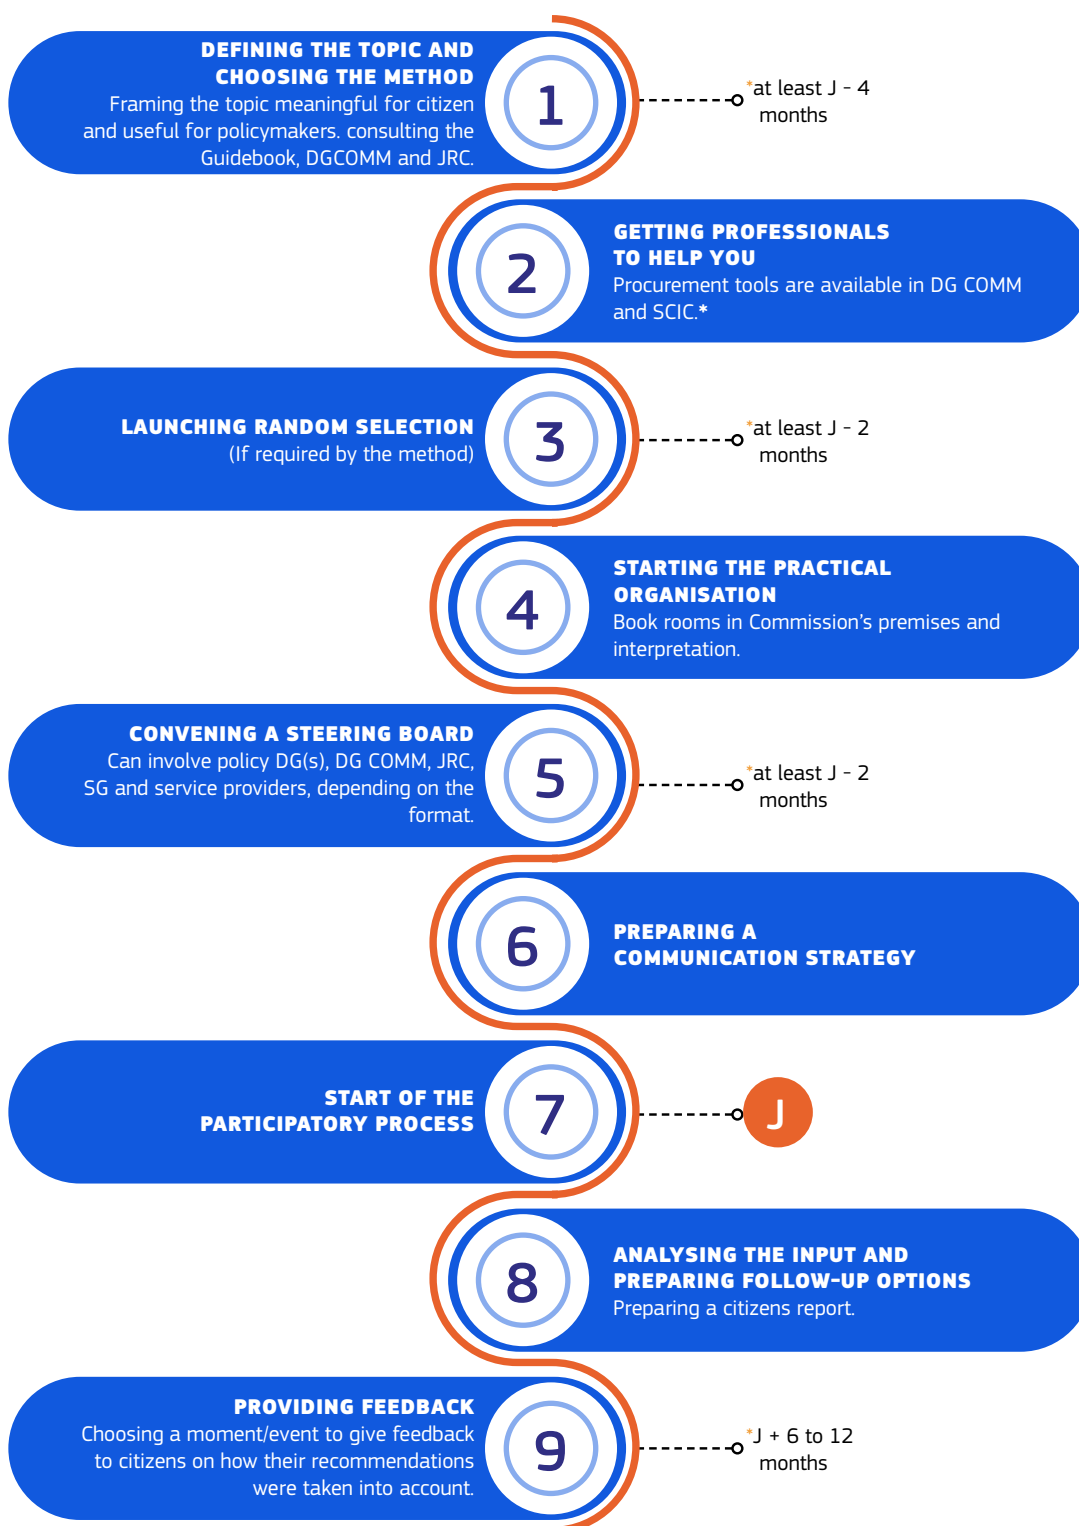 DEFINING THE TOPIC AND
CHOOSING THE METHOD
Framing the topic meaningful for citizen
and useful for policymakers. consulting the
Guidebook, DGCOMM and JRC.
1
*at least J - 4
months
2
GETTING PROFESSIONALS
TO HELP YOU
Procurement tools are available in DG COMM
and SCIC.*
LAUNCHING RANDOM SELECTION
(If required by the method)
3
*at least J - 2
months
4
STARTING THE PRACTICAL
ORGANISATION
Book rooms in Commission’s premises and
interpretation.
CONVENING A STEERING BOARD
Can involve policy DG(s), DG COMM, JRC,
SG and service providers, depending on the
format.
5
*at least J - 2
months
6
PREPARING A
COMMUNICATION STRATEGY
START OF THE
PARTICIPATORY PROCESS
7
J
8
ANALYSING THE INPUT AND
PREPARING FOLLOW-UP OPTIONS
Preparing a citizens report.
PROVIDING FEEDBACK
Choosing a moment/event to give feedback
to citizens on how their recommendations
were taken into account.
9
*J + 6 to 12
months